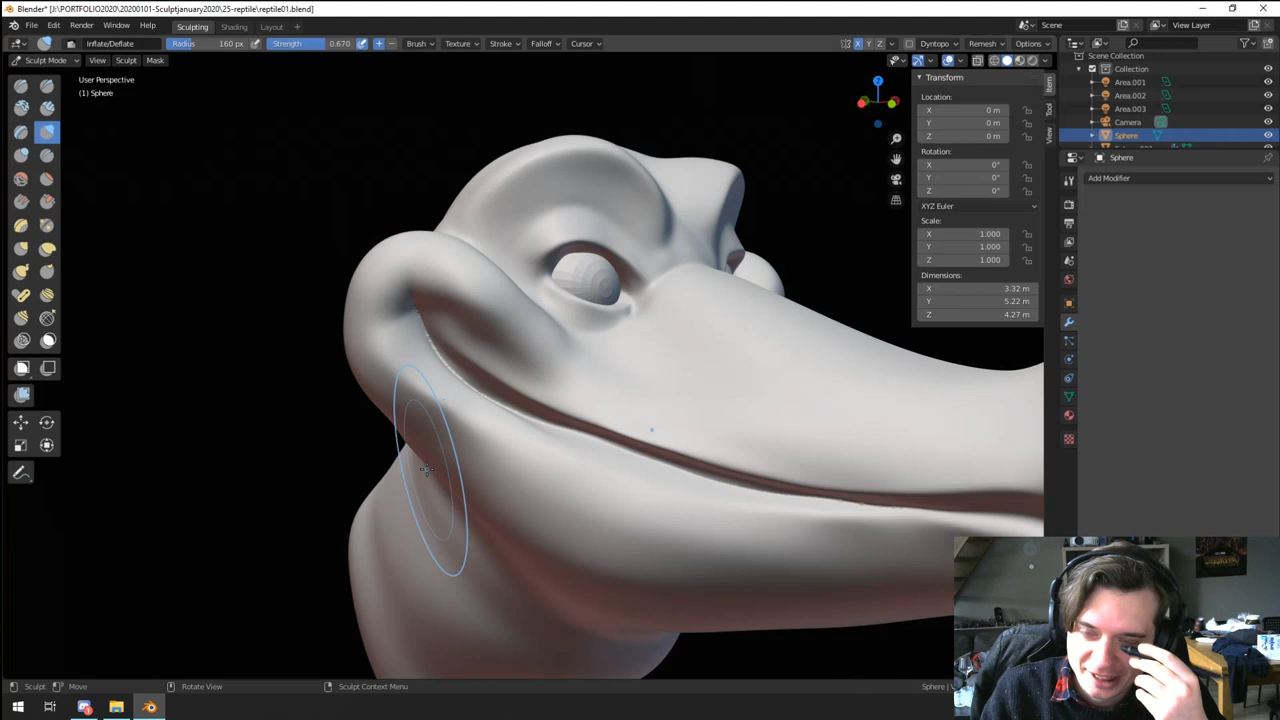 Blender* [J:\PORTFOLIO2020\20200101-Sculptjanuary2020\25-reptile\reptile01.blend]
File Edit Render Window Help Sculpting Shading Layout Scene View Layer
Inflate/Deflate Radius 160 px Strength 0.670 Brush Texture Stroke Falloff Cursor X Y Z Dyntopo Remesh Options
Sculpt Mode View Sculpt Mask
User Perspective
(1) Sphere
Z
Transform
Location:
X 0 m
Y 0 m
Z 0 m
Rotation:
X 0°
Y 0°
Z 0°
XYZ Euler
Scale:
X 1.000
Y 1.000
Z 1.000
Dimensions:
X 3.32 m
Y 5.22 m
Z 4.27 m
Item
Tool
View
Scene Collection
Collection
Area.001
Area.002
Area.003
Camera
Sphere
Sphere
Add Modifier
Sculpt Move Rotate View Sculpt Context Menu Sphere |